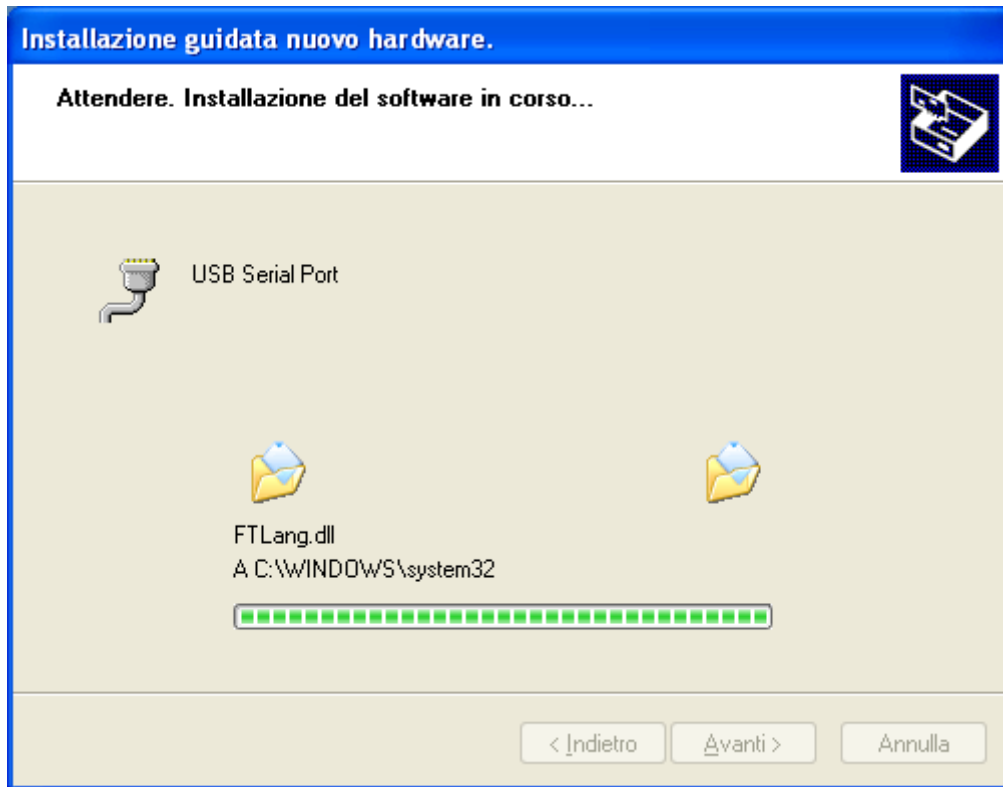 Installazione guidata nuovo hardware.
Attendere. Installazione del software in corso...
USB Serial Port
FTLang.dll
A C:\WINDOWS\system32
< Indietro
Avanti >
Annulla